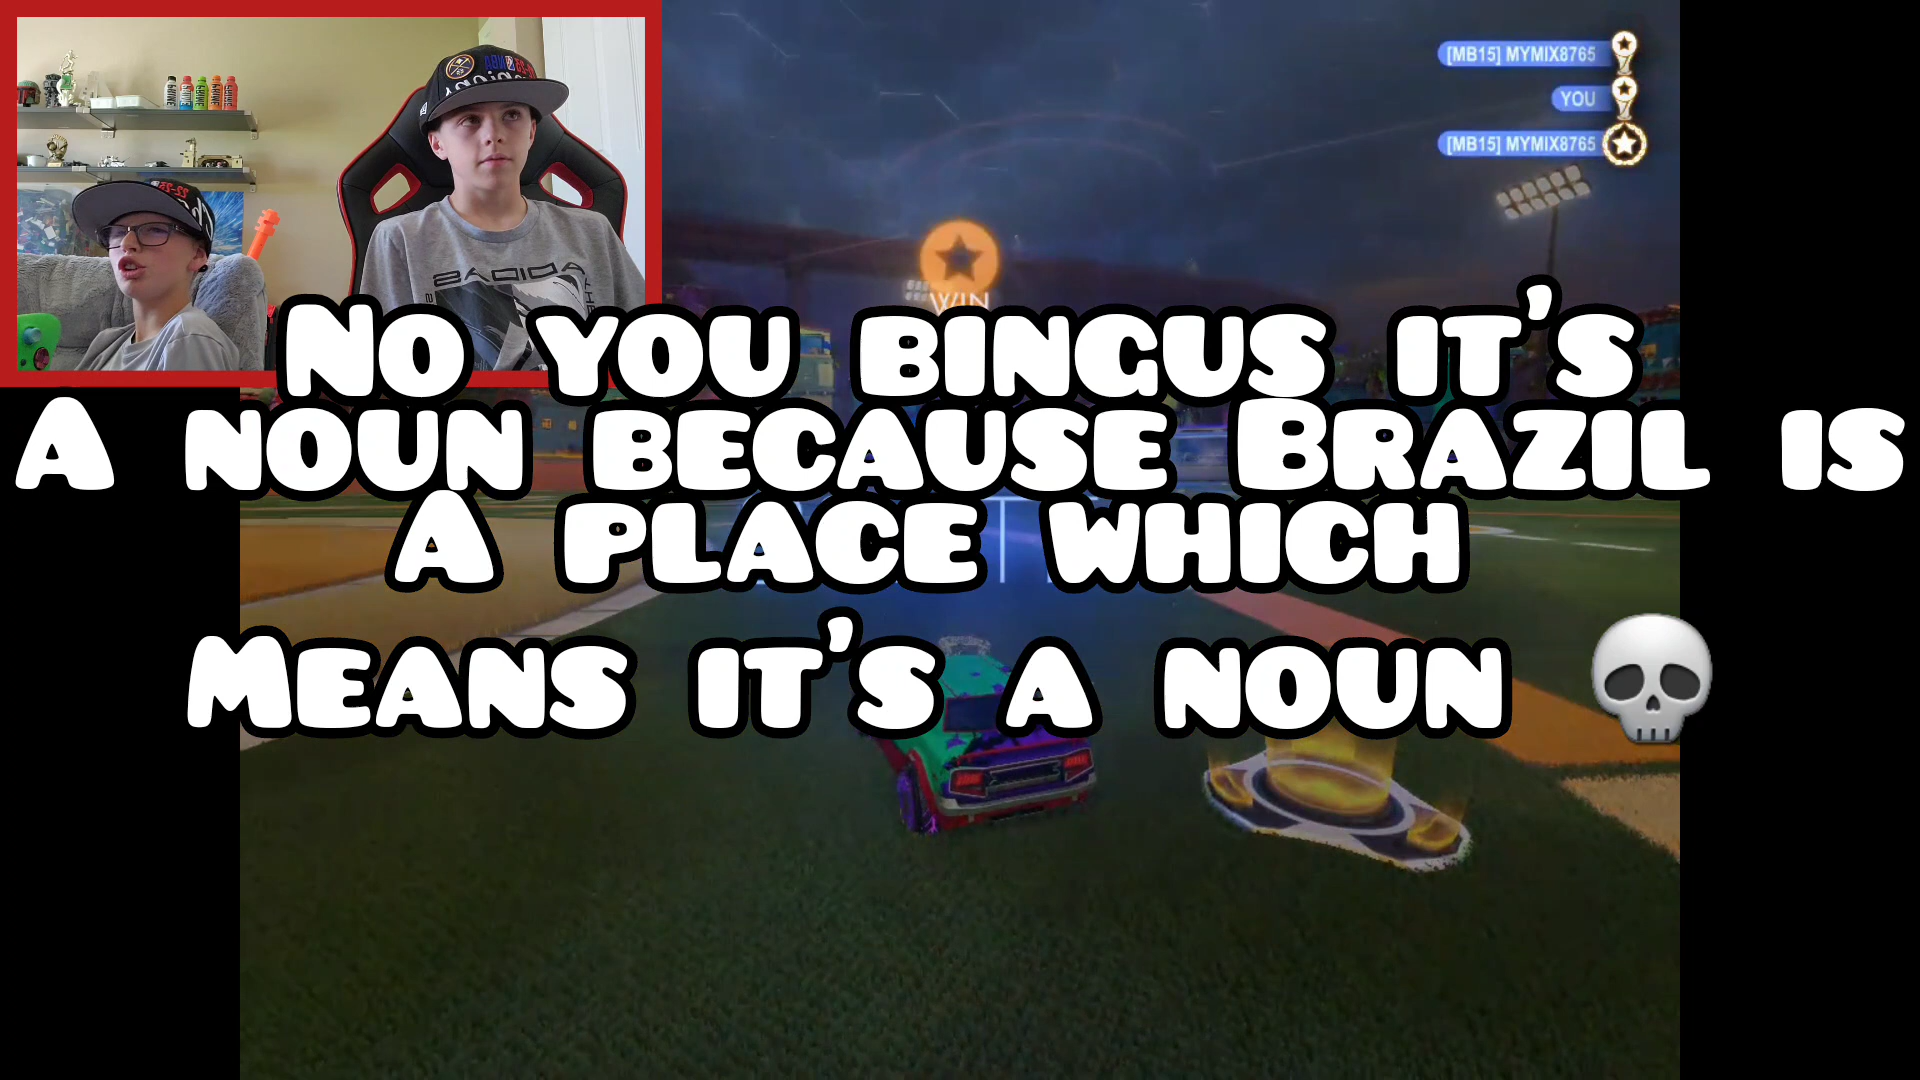 [MB15] MYMIX8765
YOU
[MB15] MYMIX8765
WIN
No you bingus it's
a noun because Brazil is
a place which
Means it's a noun 💀